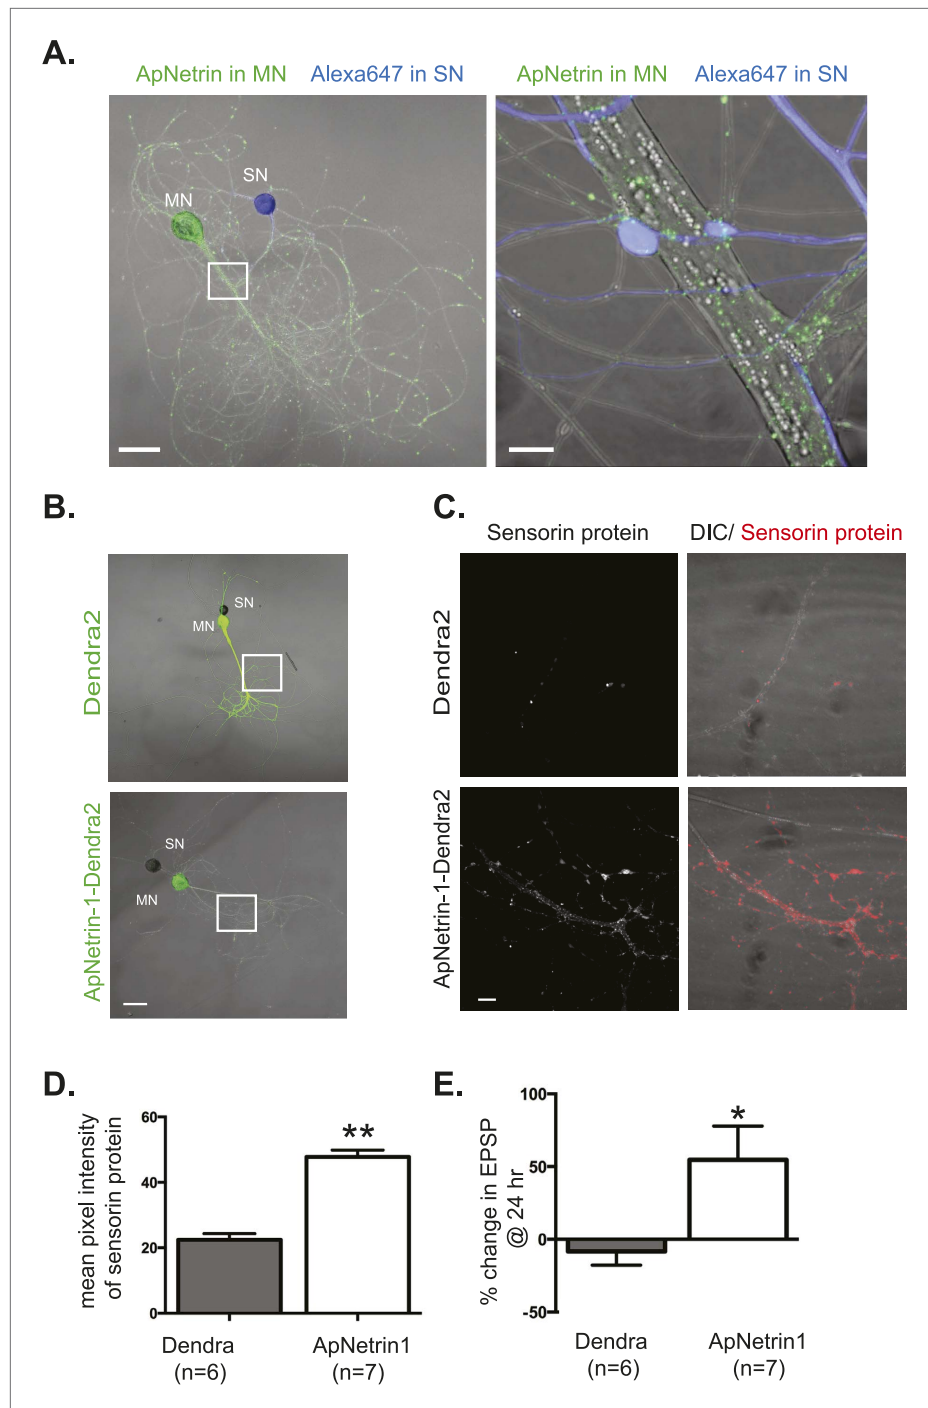 A.
ApNetrin in MN Alexa647 in SN
ApNetrin in MN Alexa647 in SN
SN
MN
B.
Dendra2
SN
MN
ApNetrin-1-Dendra2
SN
MN
C.
Sensorin protein
DIC/ Sensorin protein
Dendra2
ApNetrin-1-Dendra2
D.
mean pixel intensity
of sensorin protein
60
40
20
0
**
Dendra
(n=6)
ApNetrin1
(n=7)
E.
% change in EPSP
@ 24 hr
100
50
0
-50
*
Dendra
(n=6)
ApNetrin1
(n=7)